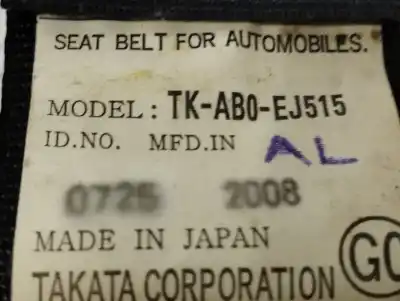 SEAT BELT FOR AUTOMOBILES.
MODEL: TK-AB0-EJ515
ID.NO. MFD.IN AL
0725 2008
MADE IN JAPAN
TAKATA CORPORATION